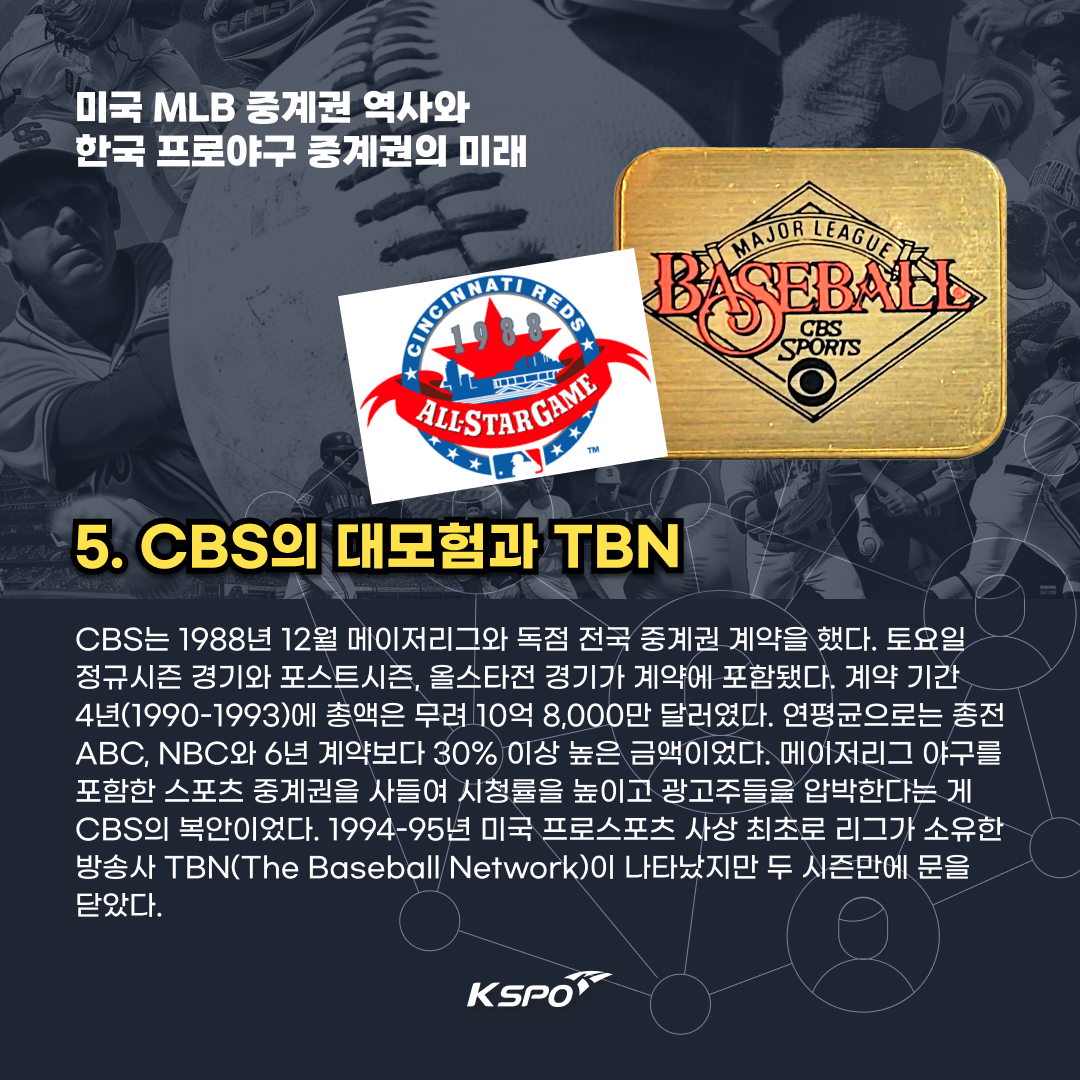 미국 MLB 중계권 역사와
한국 프로야구 중계권의 미래
MAJOR LEAGUE
BASEBALL
CBS
SPORTS
CINCINNATI REDS
1988
ALL-STAR GAME
TM
5. CBS의 대모험과 TBN
CBS는 1988년 12월 메이저리그와 독점 전국 중계권 계약을 했다. 토요일
정규시즌 경기와 포스트시즌, 올스타전 경기가 계약에 포함됐다. 계약 기간
4년(1990-1993)에 총액은 무려 10억 8,000만 달러였다. 연평균으로는 종전
ABC, NBC와 6년 계약보다 30% 이상 높은 금액이었다. 메이저리그 야구를
포함한 스포츠 중계권을 사들여 시청률을 높이고 광고주들을 압박한다는 게
CBS의 복안이었다. 1994-95년 미국 프로스포츠 사상 최초로 리그가 소유한
방송사 TBN(The Baseball Network)이 나타났지만 두 시즌만에 문을
닫았다.
KSPO